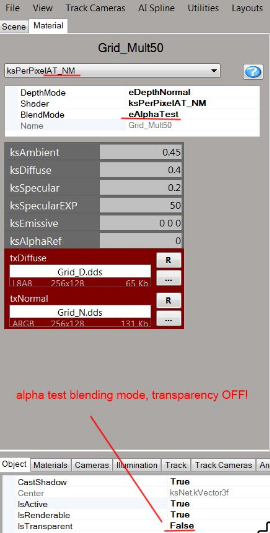 File View Track Cameras AI Spline Utilities Layouts
Scene Material
Grid_Mult50
ksPerPixelAT_NM
DepthMode eDepthNormal
Shader ksPerPixelAT_NM
BlendMode eAlphaTest
Name Grid_Mult50
ksAmbient 0.45
ksDiffuse 0.4
ksSpecular 0.2
ksSpecularEXP 50
ksEmissive 0 0 0
ksAlphaRef 0
txDiffuse R
Grid_D.dds ...
L8A8 256x128 65 Kb
txNormal R
Grid_N.dds ...
ARGB 256x128 131 Kb
alpha test blending mode, transparency OFF!
Object Materials Cameras Illumination Track Track Cameras An
CastShadow True
Center ksNet.kVector3f
IsActive True
IsRenderable True
IsTransparent False